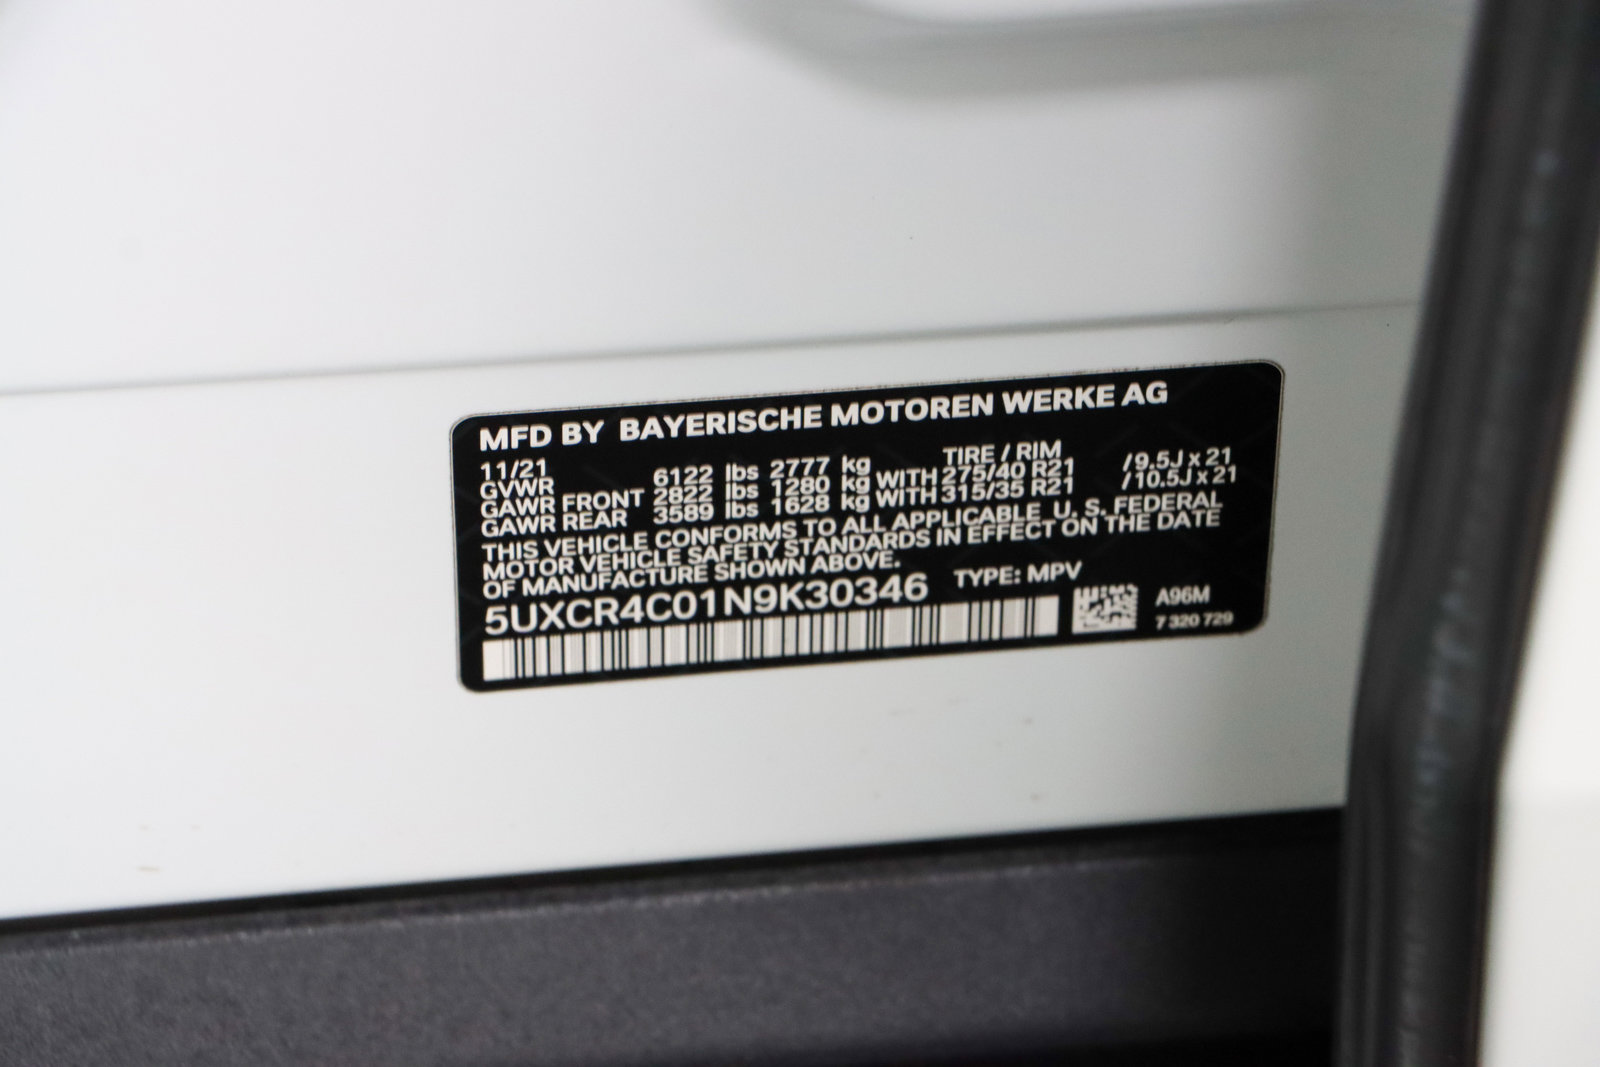 MFD BY BAYERISCHE MOTOREN WERKE AG
11/21 TIRE / RIM
GVWR 6122 lbs 2777 kg
GAWR FRONT 2822 lbs 1280 kg WITH 275/40 R21 /9.5J x 21
GAWR REAR 3589 lbs 1628 kg WITH 315/35 R21 /10.5J x 21
THIS VEHICLE CONFORMS TO ALL APPLICABLE U. S. FEDERAL
MOTOR VEHICLE SAFETY STANDARDS IN EFFECT ON THE DATE
OF MANUFACTURE SHOWN ABOVE.
5UXCR4C01N9K30346 TYPE: MPV
A96M
7 320 729